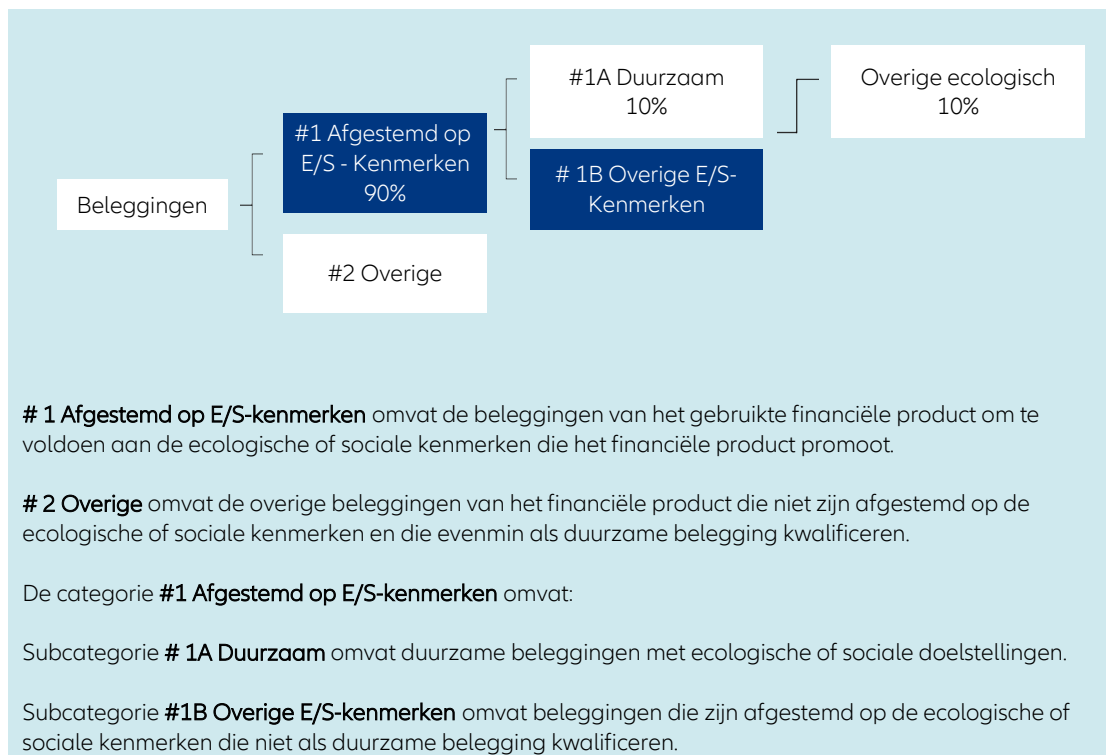 #1A Duurzaam
10%
Overige ecologisch
10%
#1 Afgestemd op
E/S - Kenmerken
90%
# 1B Overige E/S-
Kenmerken
Beleggingen
#2 Overige
# 1 Afgestemd op E/S-kenmerken omvat de beleggingen van het gebruikte financiële product om te
voldoen aan de ecologische of sociale kenmerken die het financiële product promoot.
# 2 Overige omvat de overige beleggingen van het financiële product die niet zijn afgestemd op de
ecologische of sociale kenmerken en die evenmin als duurzame belegging kwalificeren.
De categorie #1 Afgestemd op E/S-kenmerken omvat:
Subcategorie # 1A Duurzaam omvat duurzame beleggingen met ecologische of sociale doelstellingen.
Subcategorie #1B Overige E/S-kenmerken omvat beleggingen die zijn afgestemd op de ecologische of
sociale kenmerken die niet als duurzame belegging kwalificeren.